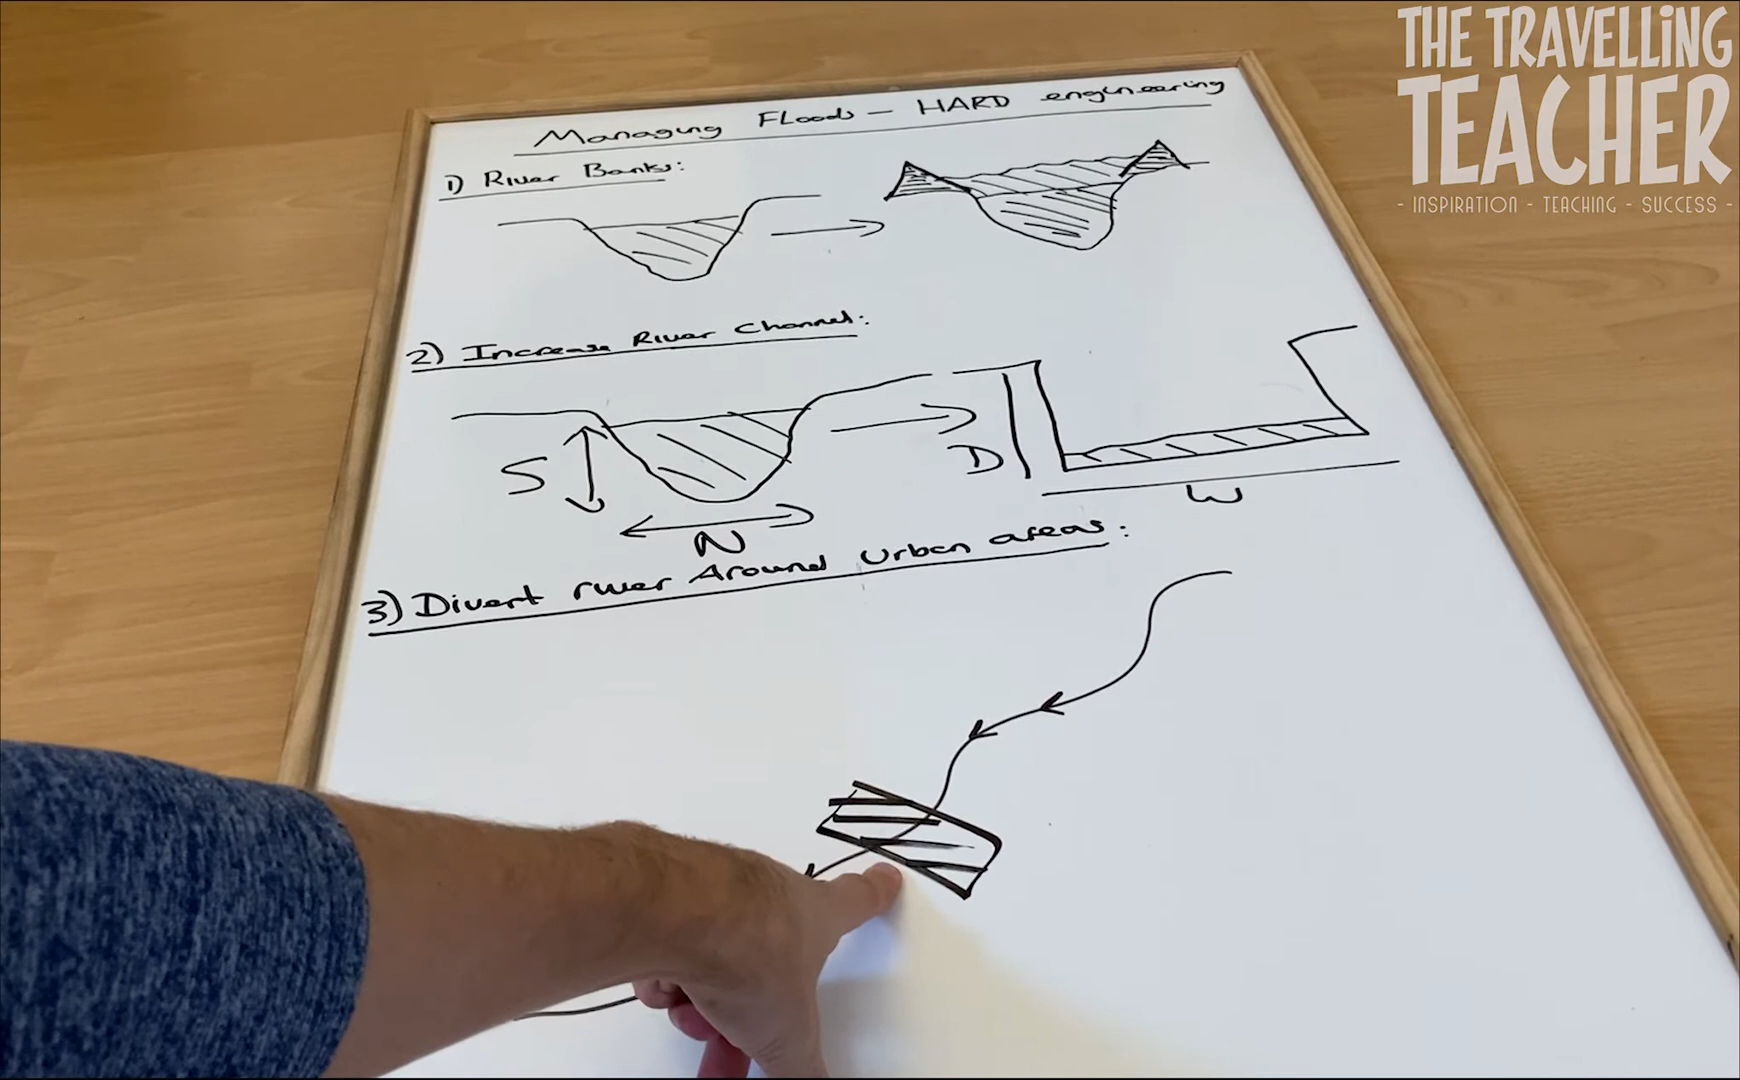 THE TRAVELLING
TEACHER
- INSPIRATION - TEACHING - SUCCESS -
Managing Floods - HARD engineering
1) River Banks:
2) Increase River Channel:
S
N
D
W
3) Divert river Around Urban areas: